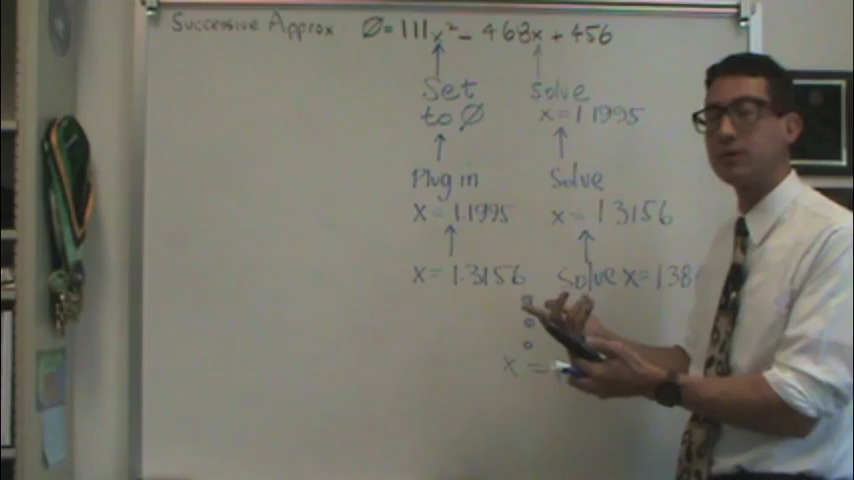 Successive Approx Ø=111x² - 468x + 456
Set Solve
to Ø x=1.1995
Plug in Solve
x=1.1995 x=1.3156
x=1.3156 Solve x=1.38
x =